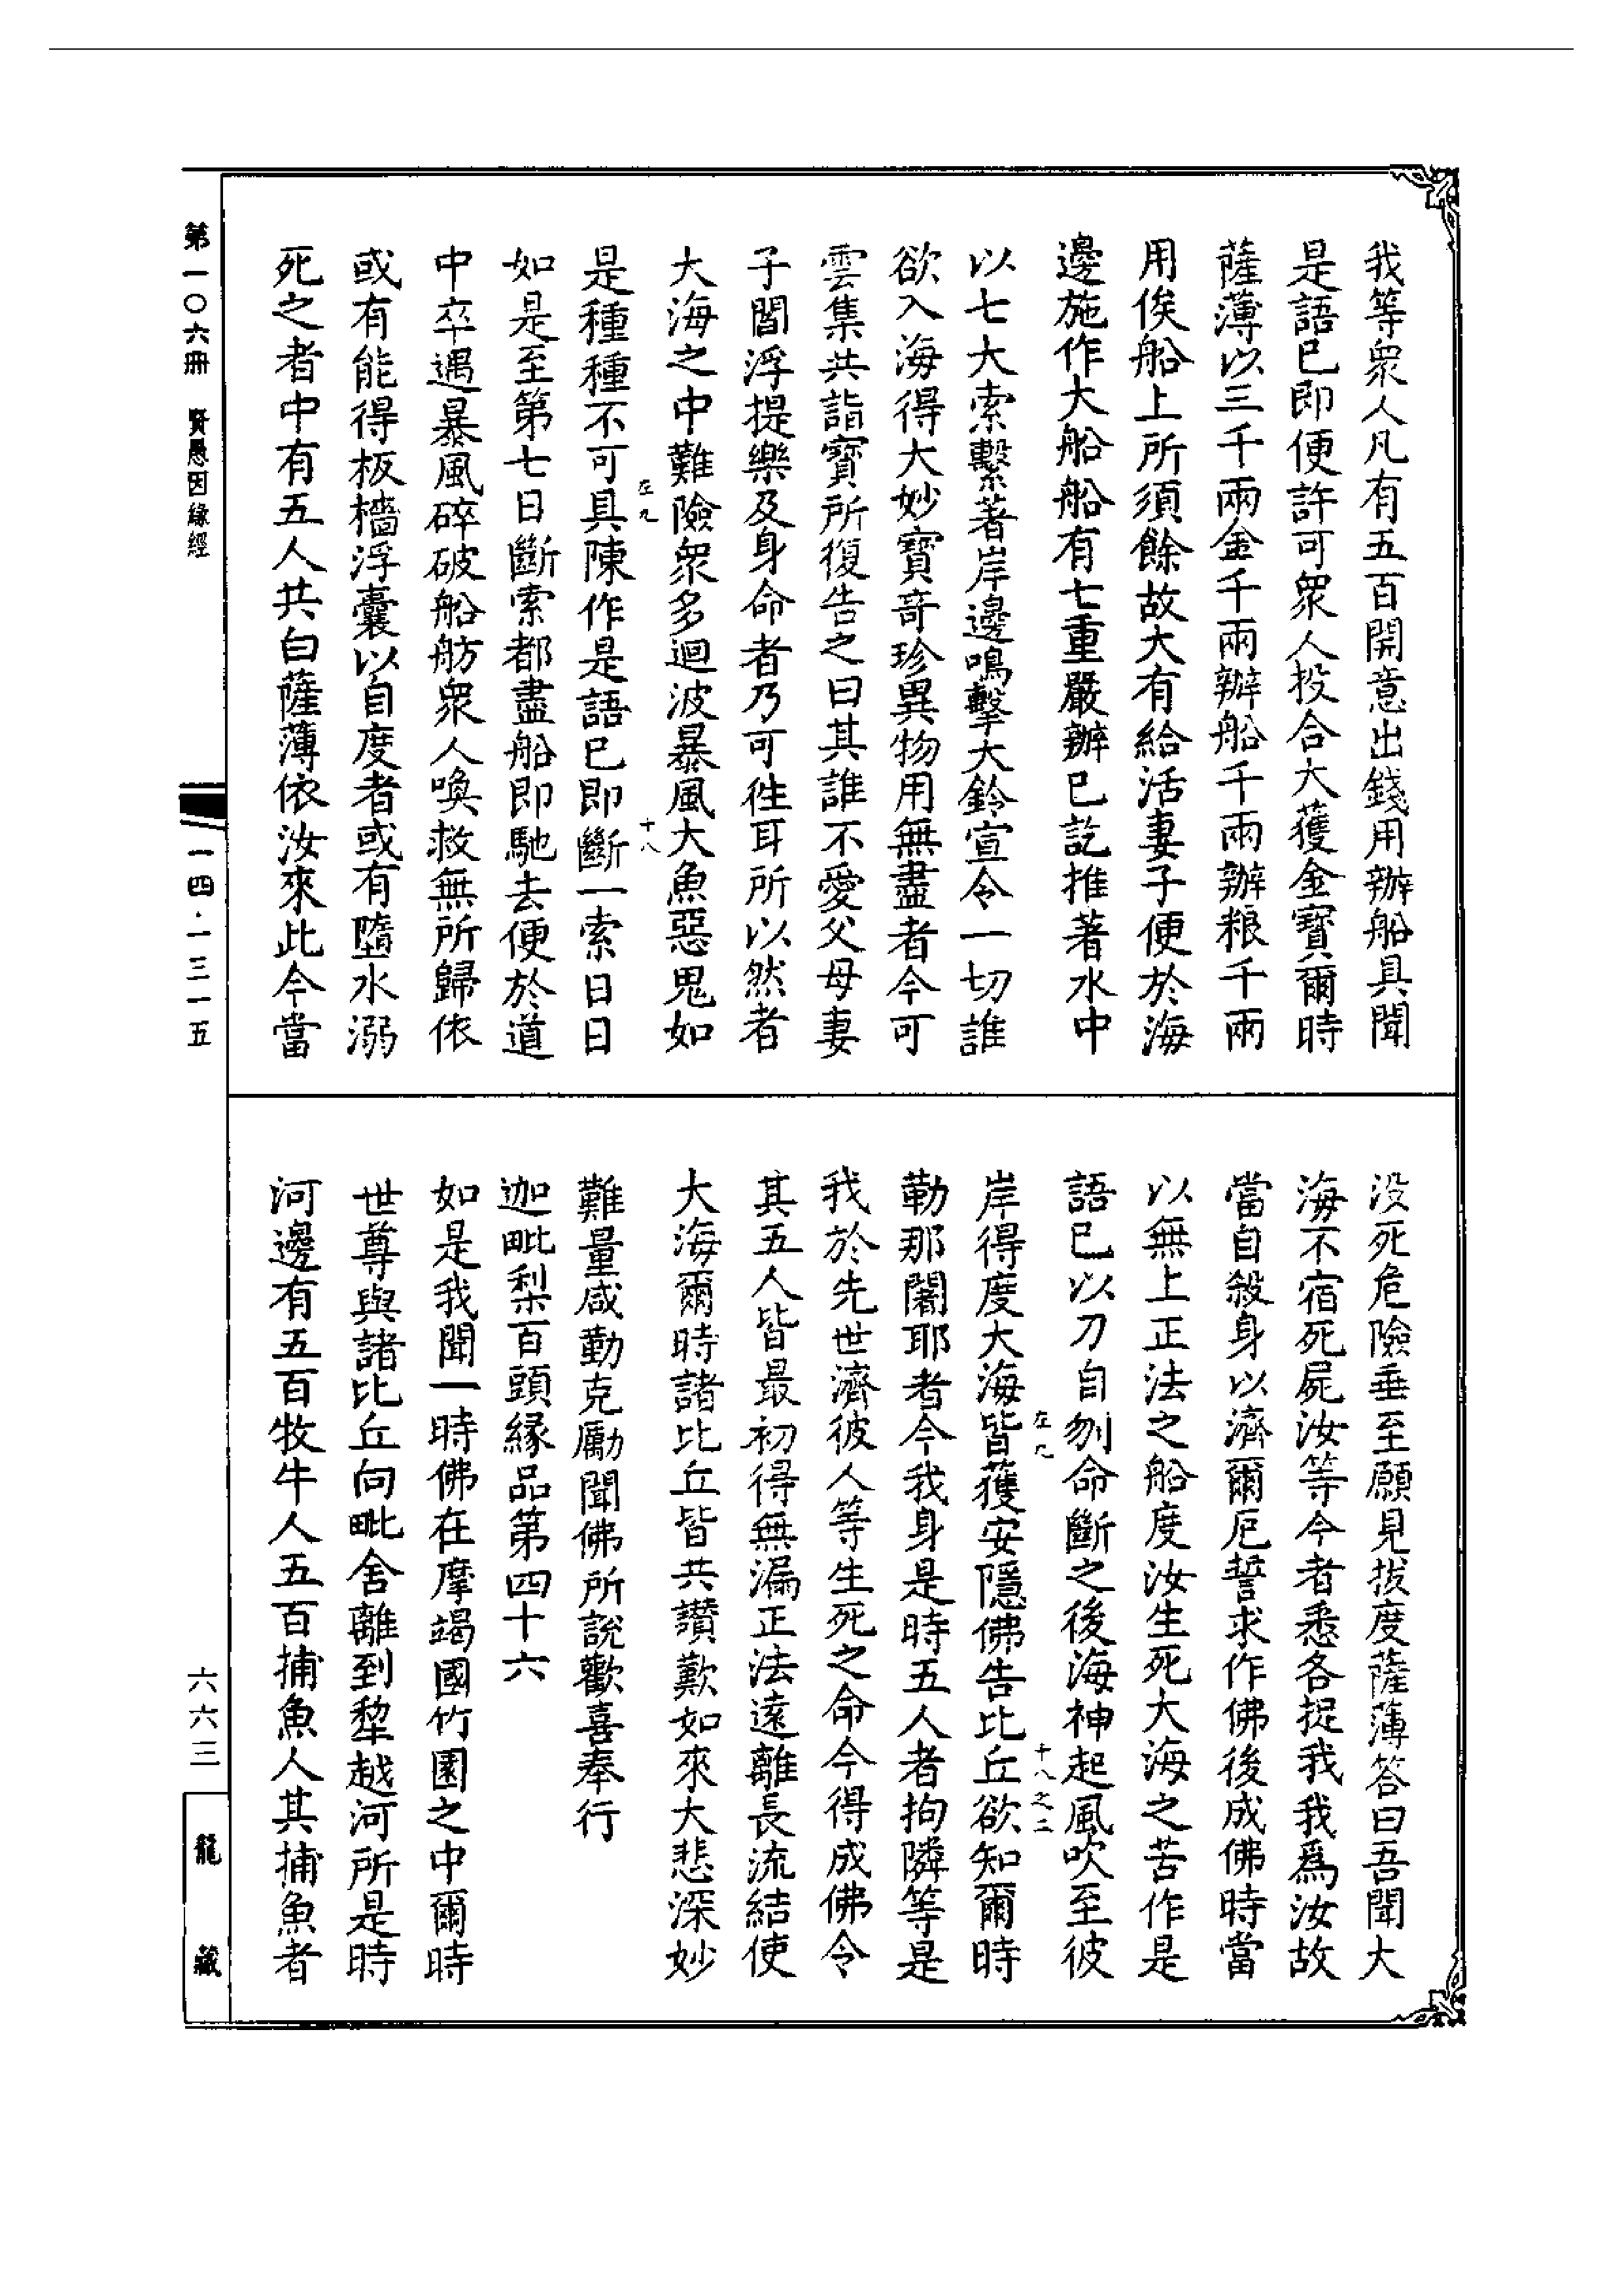 我等衆人凡有五百開意出錢用辦船具聞
是語已即便許可衆人投合大獲金寶爾時
薩薄以三千兩金千兩辦船千兩辦粮千兩
用俟船上所須餘故大有給活妻子便於海
邊施作大船船有七重嚴辦已訖推著水中
以七大索繫著岸邊鳴擊大鈴宣令一切誰
欲入海得大妙寶奇珍異物用無盡者今可
雲集共詣寶所復告之曰其誰不愛父母妻
子閻浮提樂及身命者乃可徃耳所以然者
大海之中難險衆多迴波暴風大魚惡鬼如
左九 十八
是種種不可具陳作是語已即斷一索日日
如是至第七日斷索都盡船即馳去便於道
中卒遇暴風碎破船舫衆人喚救無所歸依
或有能得板檣浮囊以自度者或有墮水溺
死之者中有五人共白薩薄依汝來此今當
没死危險垂至願見拔度薩薄答曰吾聞大
海不宿死屍汝等今者悉各捉我我爲汝故
當自殺身以濟爾厄誓求作佛後成佛時當
以無上正法之船度汝生死大海之苦作是
語已以刀自刎命斷之後海神起風吹至彼
左九 十八之二
岸得度大海皆獲安隱佛告比丘欲知爾時
勒那闍耶者今我身是時五人者拘隣等是
我於先世濟彼人等生死之命今得成佛令
其五人皆最初得無漏正法遠離長流結使
大海爾時諸比丘皆共讚歎如來大悲深妙
難量咸勤克勵聞佛所說歡喜奉行
迦毗梨百頭緣品第四十六
如是我聞一時佛在摩竭國竹園之中爾時
世尊與諸比丘向毗舍離到犂越河所是時
河邊有五百牧牛人五百捕魚人其捕魚者
第一〇六冊 賢愚因緣經
一四·一三一五
六六三
龍藏